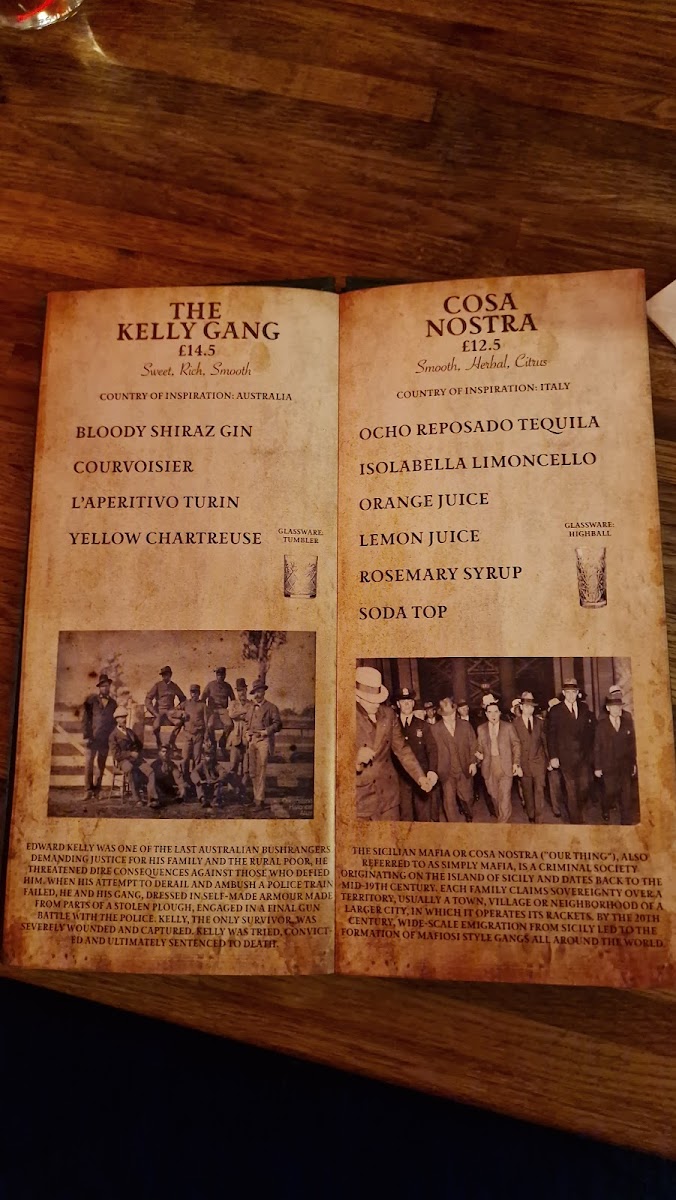 THE
KELLY GANG
£14.5
Sweet, Rich, Smooth
COUNTRY OF INSPIRATION: AUSTRALIA
BLOODY SHIRAZ GIN
COURVOISIER
L'APERITIVO TURIN
YELLOW CHARTREUSE
GLASSWARE:
TUMBLER
EDWARD KELLY WAS ONE OF THE LAST AUSTRALIAN BUSHRANGERS
DEMANDING JUSTICE FOR HIS FAMILY AND THE RURAL POOR, HE
THREATENED DIRE CONSEQUENCES AGAINST THOSE WHO DEFIED
HIM, WHEN HIS ATTEMPT TO DERAIL AND AMBUSH A POLICE TRAIN
FAILED, HE AND HIS GANG, DRESSED IN SELF-MADE ARMOUR MADE
FROM PARTS OF A STOLEN PLOUGH, ENGAGED IN A FINAL GUN
BATTLE WITH THE POLICE. KELLY, THE ONLY SURVIVOR, WAS
SEVERFLY WOUNDED AND CAPTURED. KELLY WAS TRIED, CONVICT-
ED AND ULTIMATELY SENTENCED TO DEATH.
COSA
NOSTRA
£12.5
Smooth, Herbal, Citrus
COUNTRY OF INSPIRATION: ITALY
OCHO REPOSADO TEQUILA
ISOLABELLA LIMONCELLO
ORANGE JUICE
LEMON JUICE
ROSEMARY SYRUP
SODA TOP
GLASSWARE:
HIGHBALL
THE SICILIAN MAFIA OR COSA NOSTRA ("OUR THING"), ALSO
REFERRED TO AS SIMPLY MAFIA, IS A CRIMINAL SOCIETY
ORIGINATING ON THE ISLAND OF SICILY AND DATES BACK TO THE
MID-19TH CENTURY. EACH FAMILY CLAIMS SOVEREIGNTY OVER A
TERRITORY, USUALLY A TOWN, VILLAGE OR NEIGHBORHOOD OF A
LARGER CITY, IN WHICH IT OPERATES ITS RACKETS. BY THE 20TH
CENTURY, WIDE-SCALE EMIGRATION FROM SICILY LED TO THE
FORMATION OF MAFIOSI STYLE GANGS ALL AROUND THE WORLD.